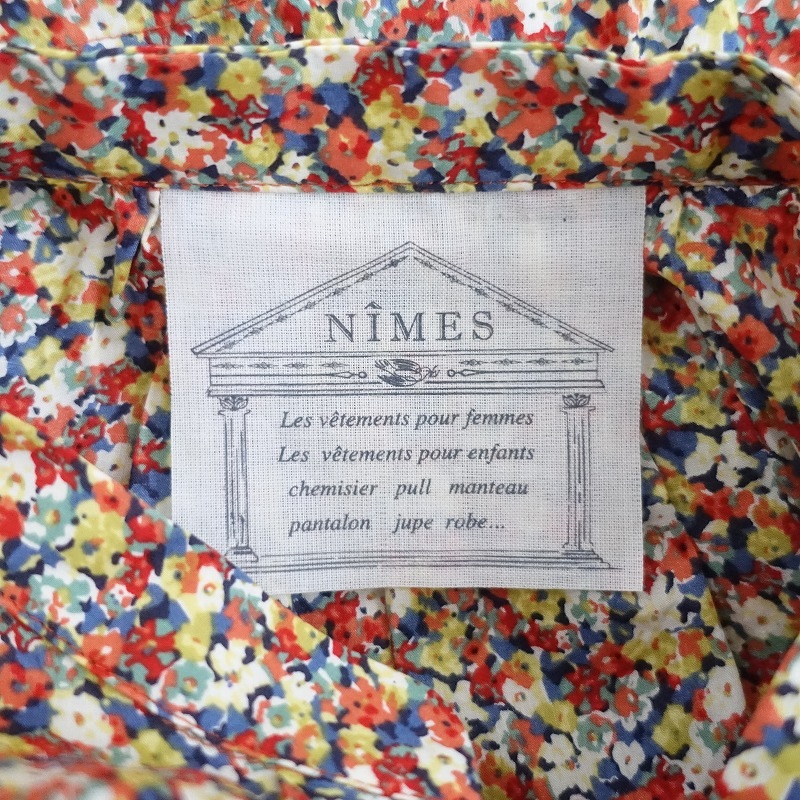 NÎMES
Les vêtements pour femmes
Les vêtements pour enfants
chemisier pull manteau
pantalon jupe robe...